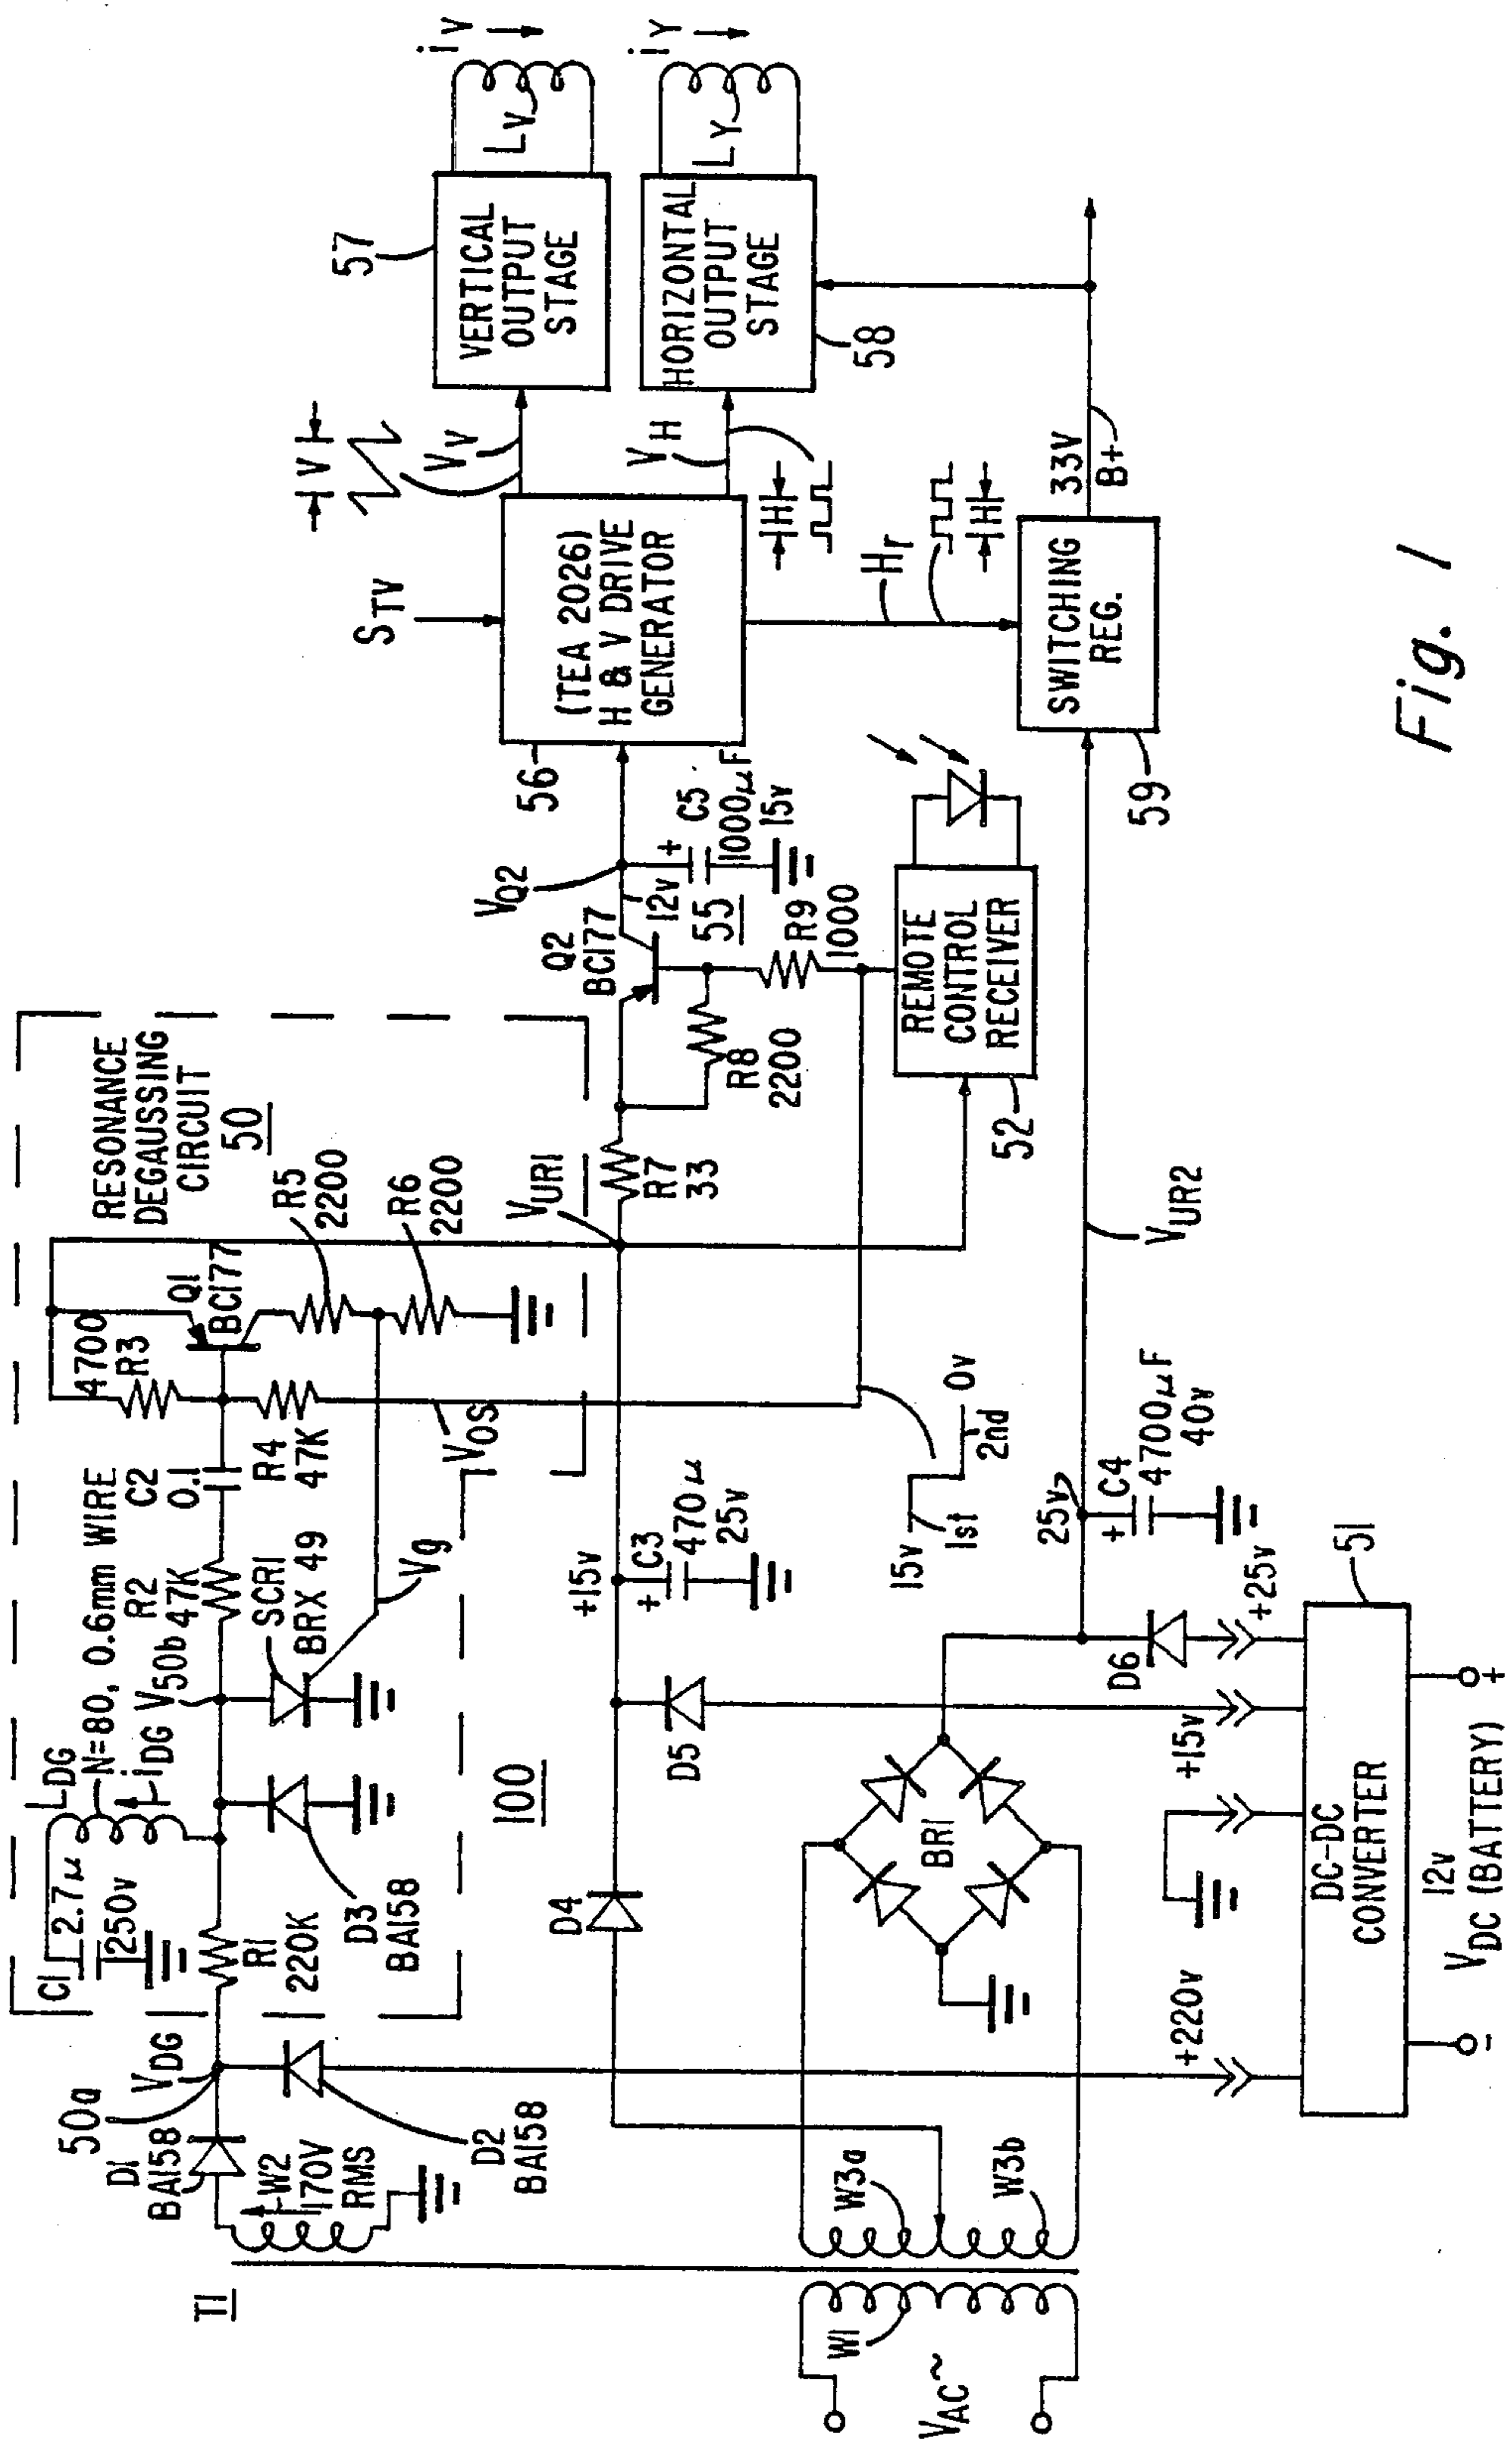 RESONANCE
DEGAUSSING
CIRCUIT
50
C1
2.7μ
250v
LDG
N=80, 0.6mm WIRE
iDG
V50b
R2
47K
C2
0.1
4700
R3
Q1
BC177
R5
2200
R6
2200
R4
47K
SCR1
BRX 49
Vg
VOS
R1
220K
D3
BA158
100
50a
VDG
D1
BA158
W2
170V
RMS
D2
BA158
T1
W1
VAC~
W3a
W3b
D4
+15v
+
C3
470μ
25v
D5
BR1
D6
25v
+
C4
4700μF
40v
VUR1
R7
33
R8
2200
Q2
BC177
VQ2
12v
55
+
C5
1000μF
15v
R9
1000
REMOTE
CONTROL
RECEIVER
52
15v
1st
2nd
0v
VUR2
+220v
+15v
+25v
DC-DC
CONVERTER
51
-
12v
VDC (BATTERY)
+
STV
(TEA 2026)
H & V DRIVE
GENERATOR
56
V
VV
VH
H
Hr
H
VERTICAL
OUTPUT
STAGE
57
LV
iV
HORIZONTAL
OUTPUT
STAGE
58
LY
iY
SWITCHING
REG.
59
33V
B+
Fig. 1